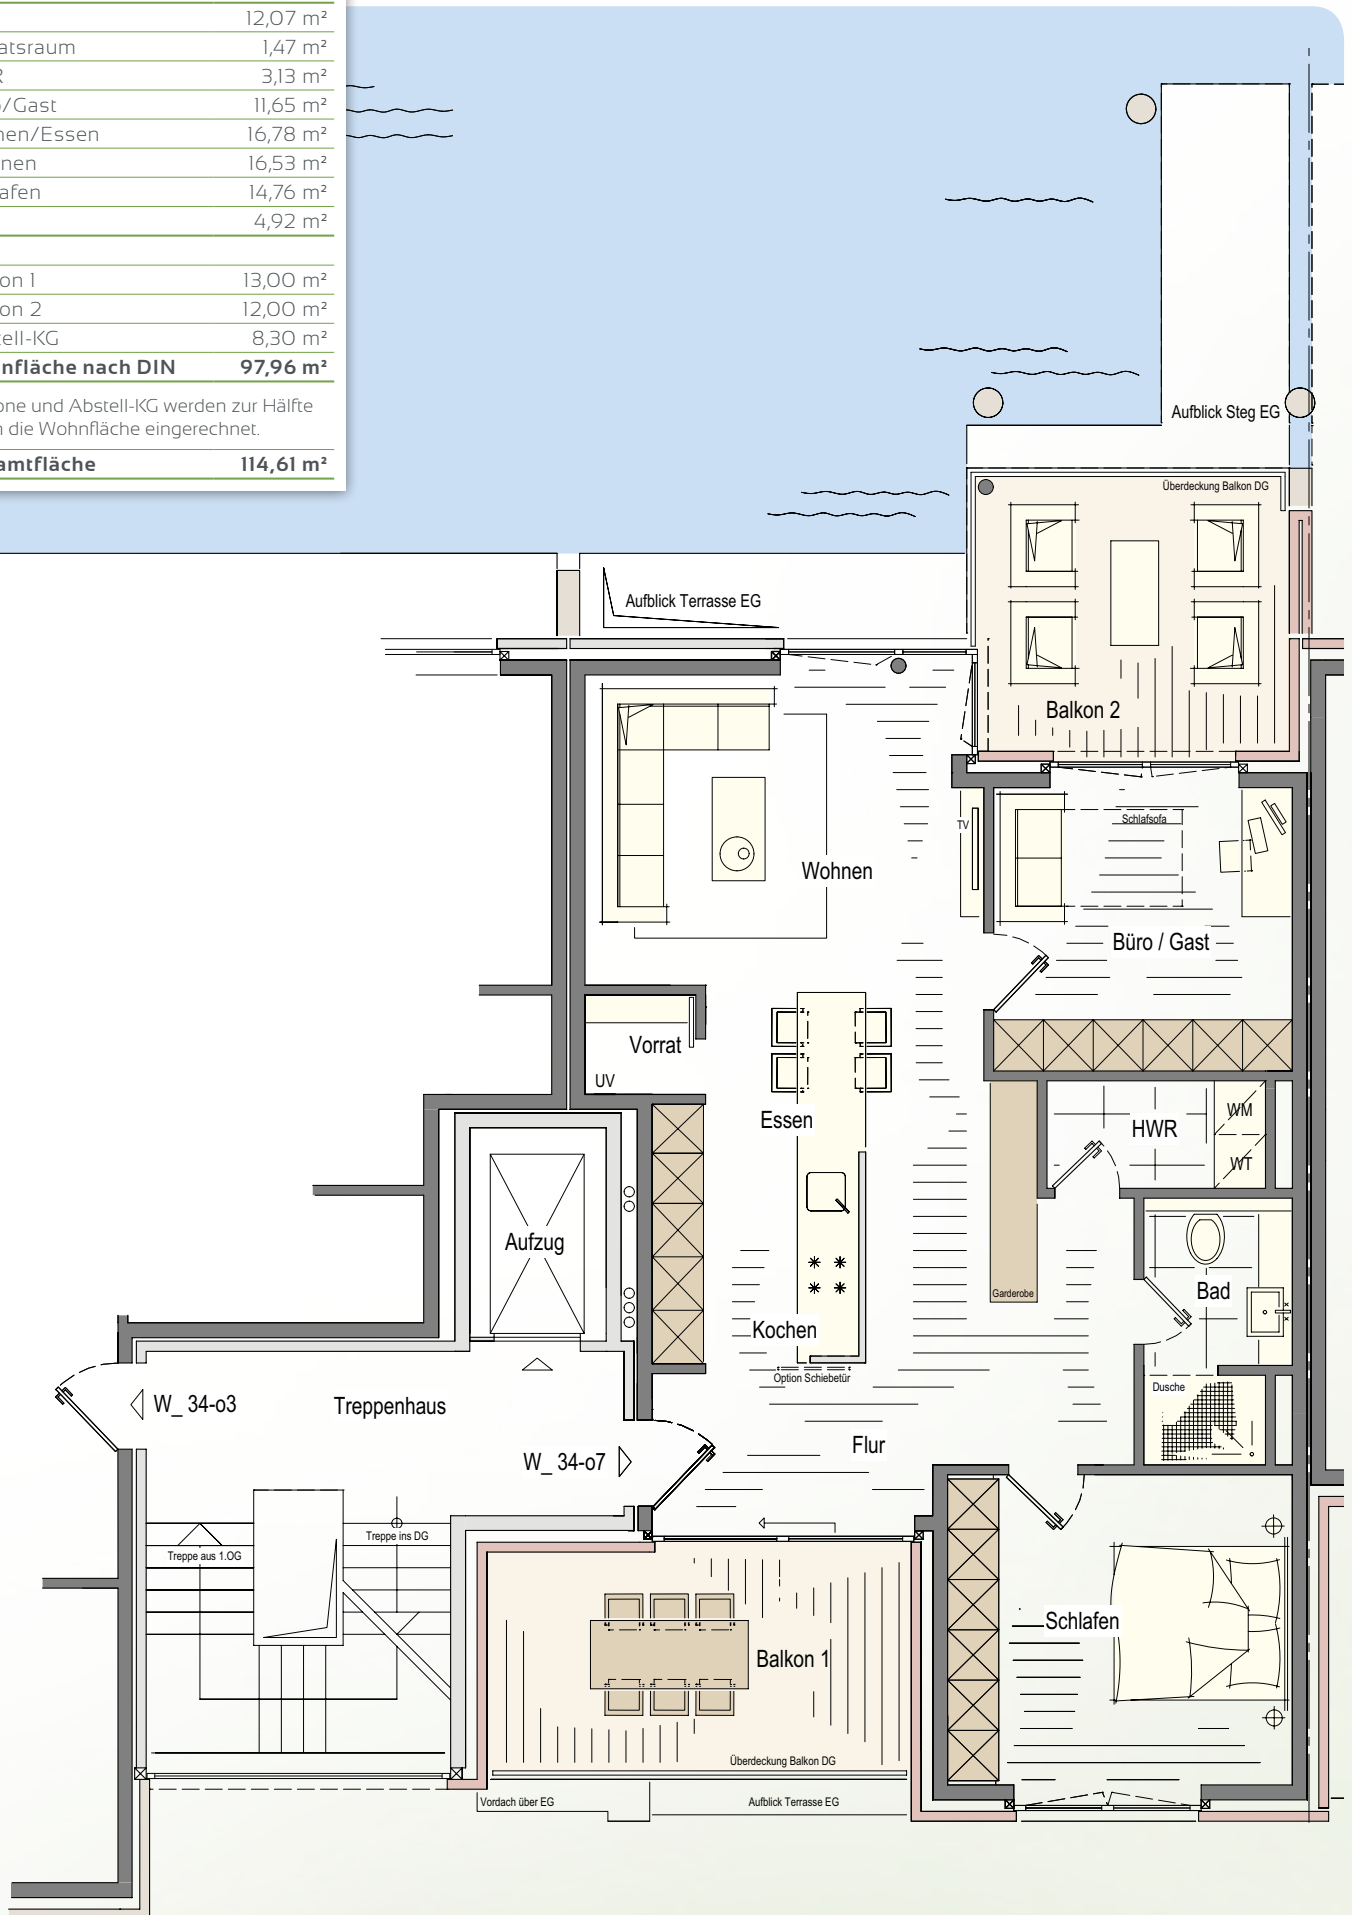 12,07 m²
atsraum 1,47 m²
R 3,13 m²
o/Gast 11,65 m²
hen/Essen 16,78 m²
nen 16,53 m²
afen 14,76 m²
4,92 m²
on 1 13,00 m²
on 2 12,00 m²
tell-KG 8,30 m²
nfläche nach DIN 97,96 m²
one und Abstell-KG werden zur Hälfte
n die Wohnfläche eingerechnet.
amtfläche 114,61 m²
Aufblick Steg EG
Überdeckung Balkon DG
Aufblick Terrasse EG
Balkon 2
TV
Schlafsofa
Wohnen
Büro / Gast
Vorrat
UV
Essen
HWR
WM
WT
Aufzug
Garderobe
Bad
Kochen
Option Schiebetür
Dusche
W_ 34-o3
Treppenhaus
W_ 34-o7
Flur
Treppe aus 1.OG
Treppe ins DG
Schlafen
Balkon 1
Überdeckung Balkon DG
Vordach über EG
Aufblick Terrasse EG